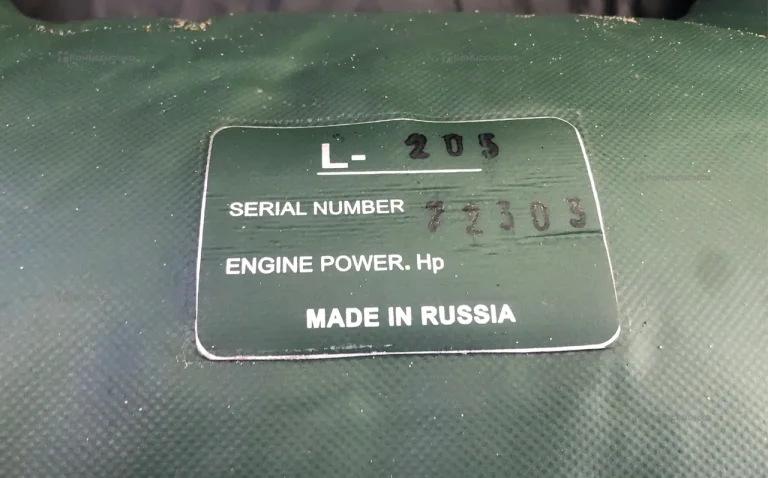 L- 205
SERIAL NUMBER 72303
ENGINE POWER. Hp
MADE IN RUSSIA